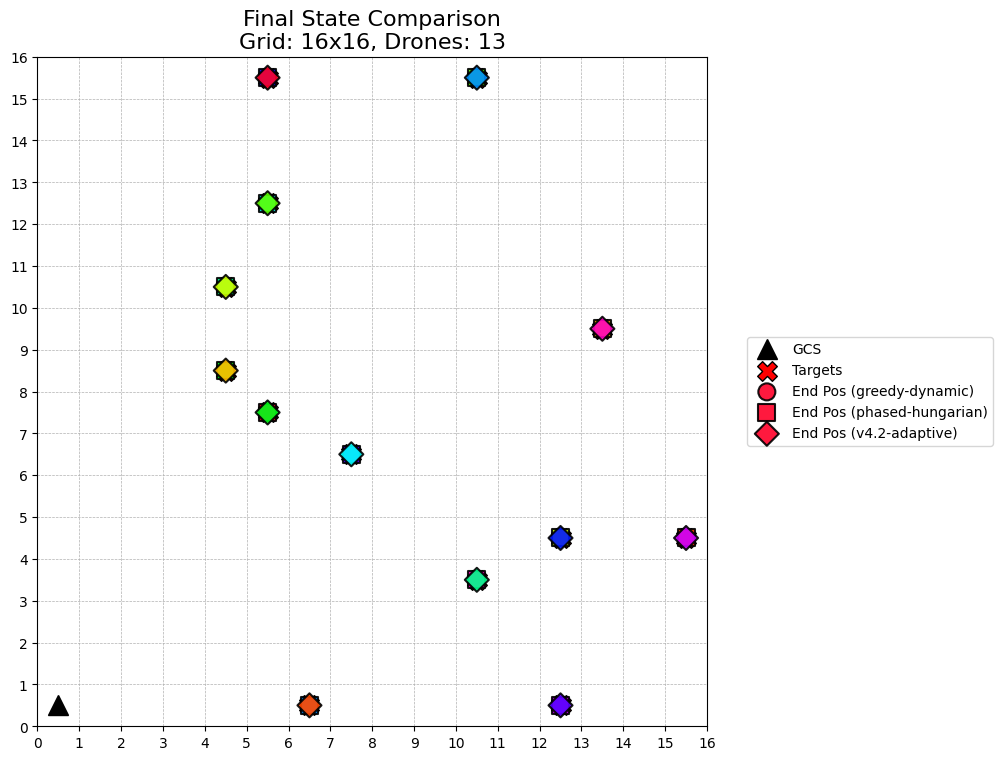 Final State Comparison
Grid: 16x16, Drones: 13
16
15
14
13
12
11
10
9
8
7
6
5
4
3
2
1
0
0 1 2 3 4 5 6 7 8 9 10 11 12 13 14 15 16
GCS
Targets
End Pos (greedy-dynamic)
End Pos (phased-hungarian)
End Pos (v4.2-adaptive)